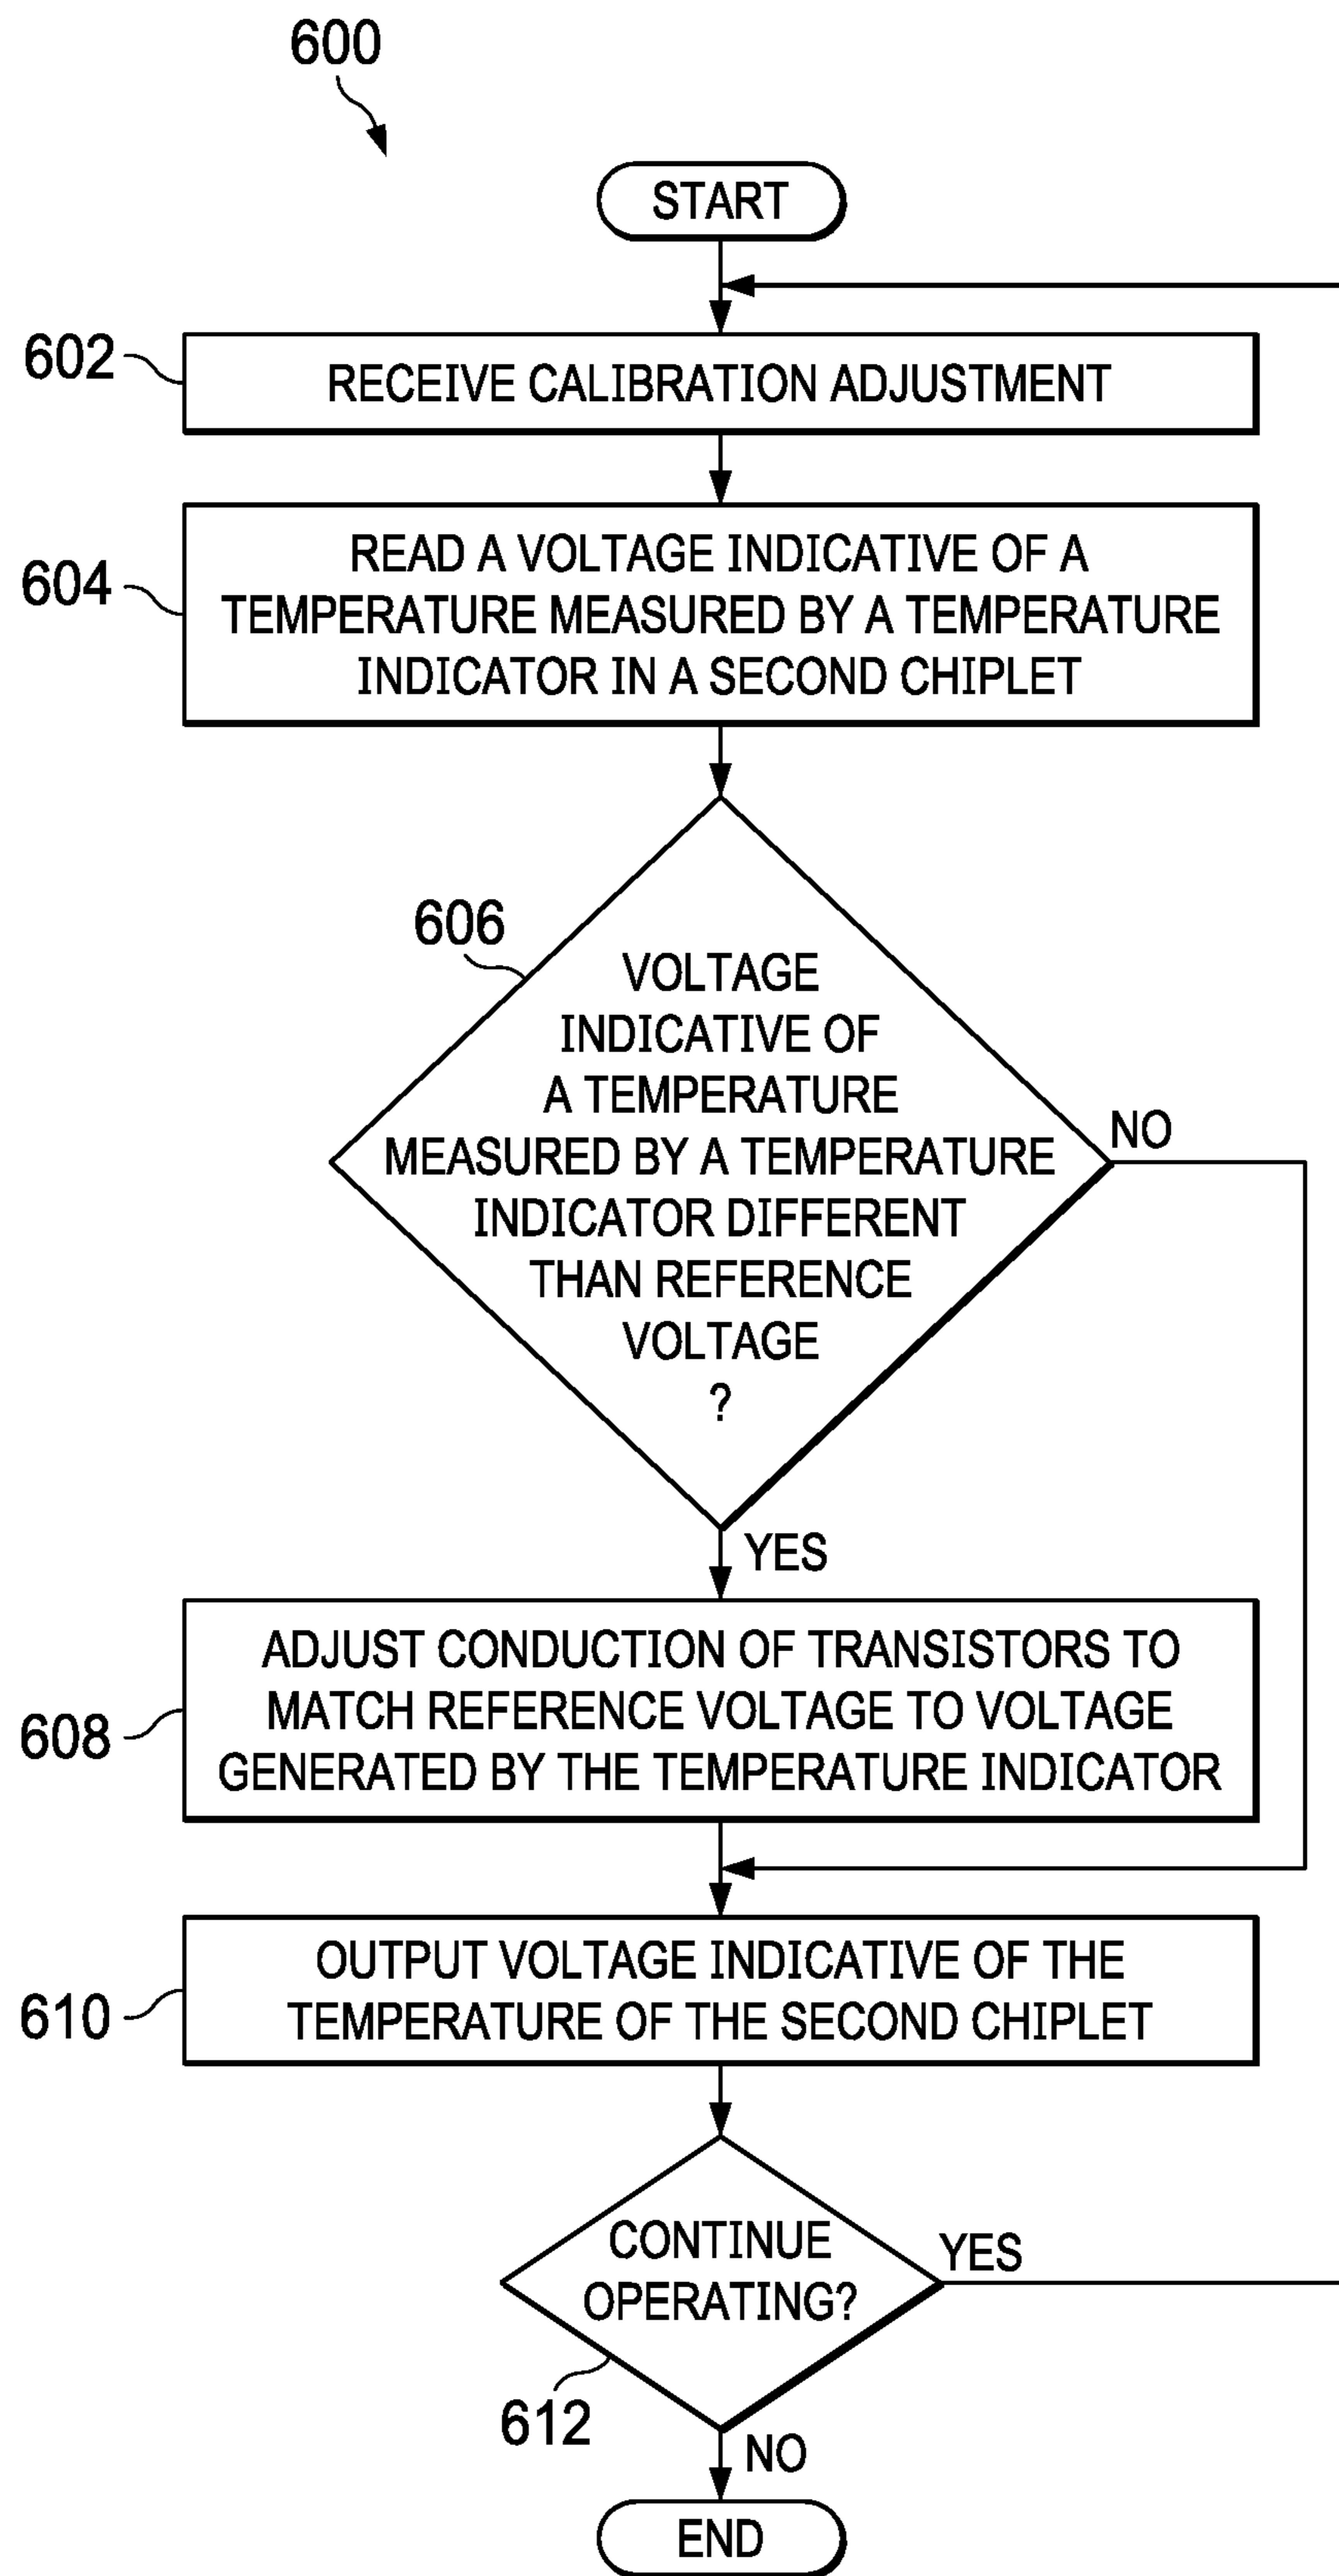 600
START
602
RECEIVE CALIBRATION ADJUSTMENT
604
READ A VOLTAGE INDICATIVE OF A
TEMPERATURE MEASURED BY A TEMPERATURE
INDICATOR IN A SECOND CHIPLET
606
VOLTAGE
INDICATIVE OF
A TEMPERATURE
MEASURED BY A TEMPERATURE
INDICATOR DIFFERENT
THAN REFERENCE
VOLTAGE
?
NO
YES
608
ADJUST CONDUCTION OF TRANSISTORS TO
MATCH REFERENCE VOLTAGE TO VOLTAGE
GENERATED BY THE TEMPERATURE INDICATOR
610
OUTPUT VOLTAGE INDICATIVE OF THE
TEMPERATURE OF THE SECOND CHIPLET
CONTINUE
OPERATING?
YES
612
NO
END